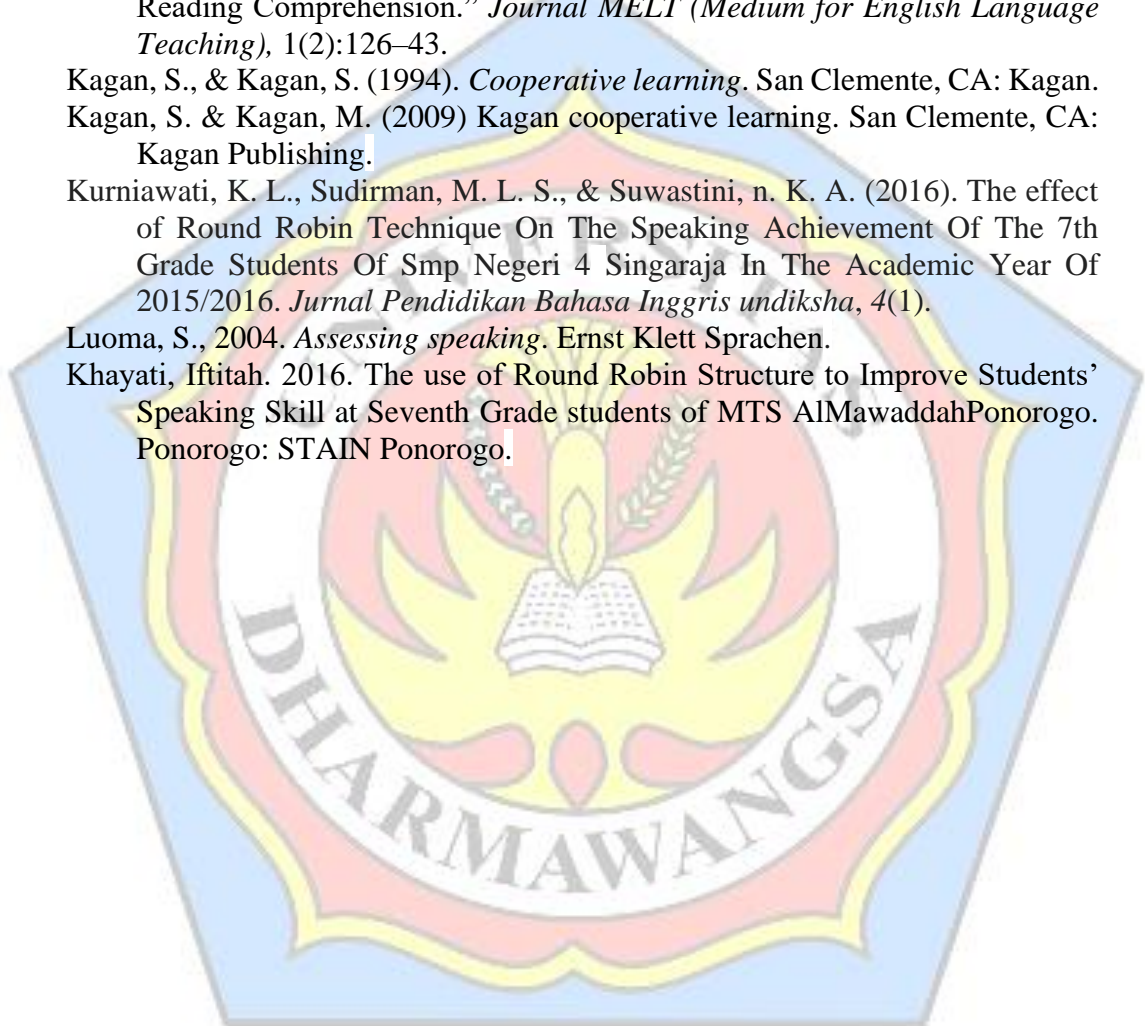 Reading Comprehension.” Journal MELT (Medium for English Language
Teaching), 1(2):126–43.
Kagan, S., & Kagan, S. (1994). Cooperative learning. San Clemente, CA: Kagan.
Kagan, S. & Kagan, M. (2009) Kagan cooperative learning. San Clemente, CA:
Kagan Publishing.
Kurniawati, K. L., Sudirman, M. L. S., & Suwastini, n. K. A. (2016). The effect
of Round Robin Technique On The Speaking Achievement Of The 7th
Grade Students Of Smp Negeri 4 Singaraja In The Academic Year Of
2015/2016. Jurnal Pendidikan Bahasa Inggris undiksha, 4(1).
Luoma, S., 2004. Assessing speaking. Ernst Klett Sprachen.
Khayati, Iftitah. 2016. The use of Round Robin Structure to Improve Students’
Speaking Skill at Seventh Grade students of MTS AlMawaddahPonorogo.
Ponorogo: STAIN Ponorogo.
UNIVERSITAS
DHARMAWANGSA